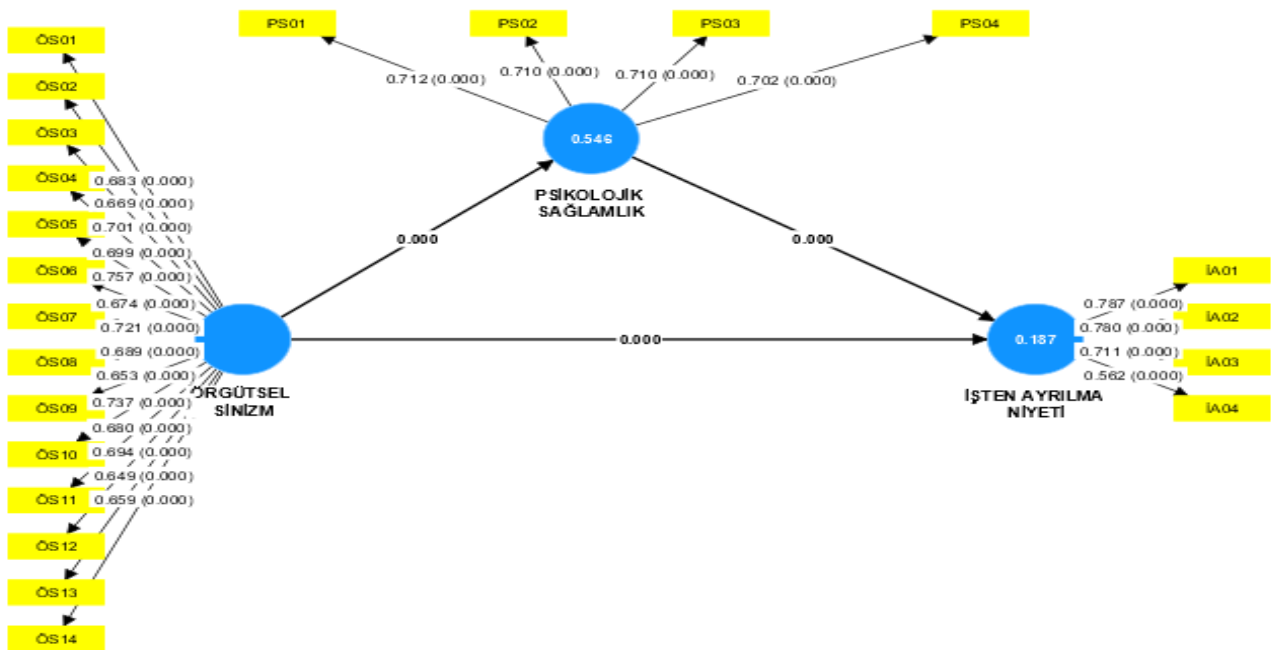 PS01
PS02
PS03
PS04
ÖS01
ÖS02
ÖS03
ÖS04
ÖS05
ÖS06
ÖS07
ÖS08
ÖS09
ÖS10
ÖS11
ÖS12
ÖS13
ÖS14
0.712 (0.000)
0.710 (0.000)
0.710 (0.000)
0.702 (0.000)
0.546
PSİKOLOJİK
SAĞLAMLIK
0.683 (0.000)
0.669 (0.000)
0.701 (0.000)
0.699 (0.000)
0.757 (0.000)
0.674 (0.000)
0.721 (0.000)
0.689 (0.000)
0.653 (0.000)
0.737 (0.000)
0.680 (0.000)
0.694 (0.000)
0.649 (0.000)
0.659 (0.000)
ÖRGÜTSEL
SİNİZM
0.000
0.000
0.000
0.187
İŞTEN AYRILMA
NİYETİ
0.787 (0.000)
0.780 (0.000)
0.711 (0.000)
0.562 (0.000)
İA01
İA02
İA03
İA04